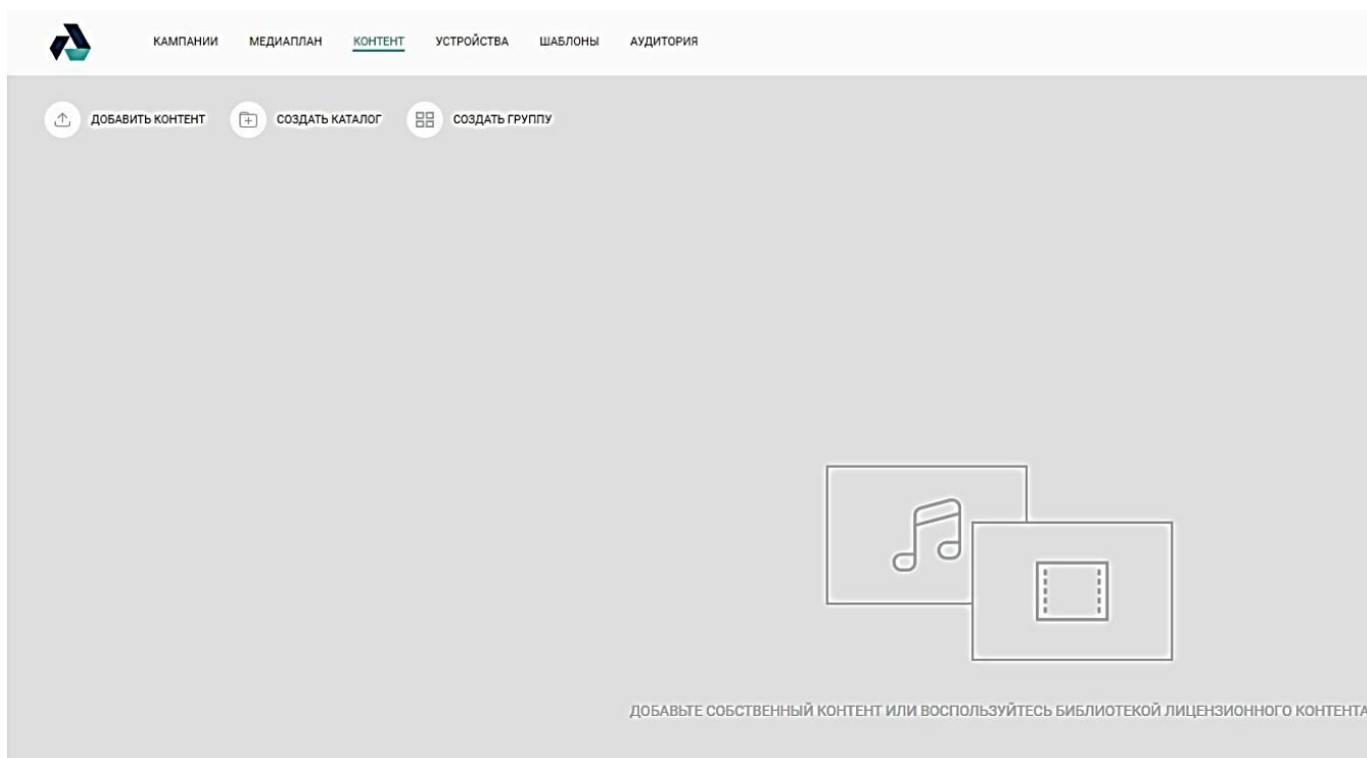 КАМПАНИИ МЕДИАПЛАН КОНТЕНТ УСТРОЙСТВА ШАБЛОНЫ АУДИТОРИЯ
ДОБАВИТЬ КОНТЕНТ СОЗДАТЬ КАТАЛОГ СОЗДАТЬ ГРУППУ
ДОБАВЬТЕ СОБСТВЕННЫЙ КОНТЕНТ ИЛИ ВОСПОЛЬЗУЙТЕСЬ БИБЛИОТЕКОЙ ЛИЦЕНЗИОННОГО КОНТЕНТА